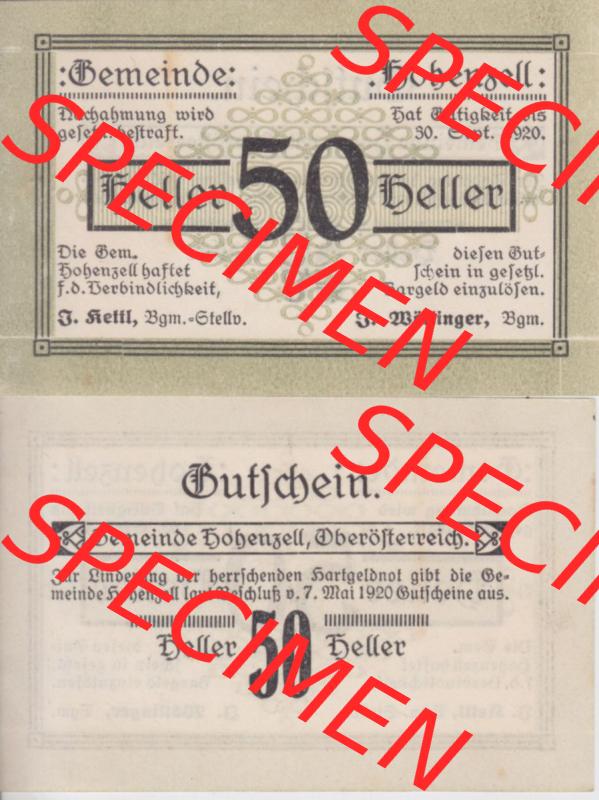 :Gemeinde: :Hohenzell:
Nachahmung wird
gesetzl. bestraft.
Hat Gültigkeit bis
30. Sept. 1920.
Heller 50 Heller
Die Gem.
Hohenzell haftet
f. d. Verbindlichkeit,
diesen Gut-
schein in gesetzl.
Bargeld einzulösen.
J. Kettl, Bgm.-Stellv.
Bgm.
SPECIMEN
SPECI
Gutschein.
Gemeinde Hohenzell, Oberösterreich.
Zur Linderung der herrschenden Hartgeldnot gibt die Ge-
meinde Hohenzell laut Beschluß v. 7. Mai 1920 Gutscheine aus.
Heller 50 Heller
SPECIMEN
SPECI